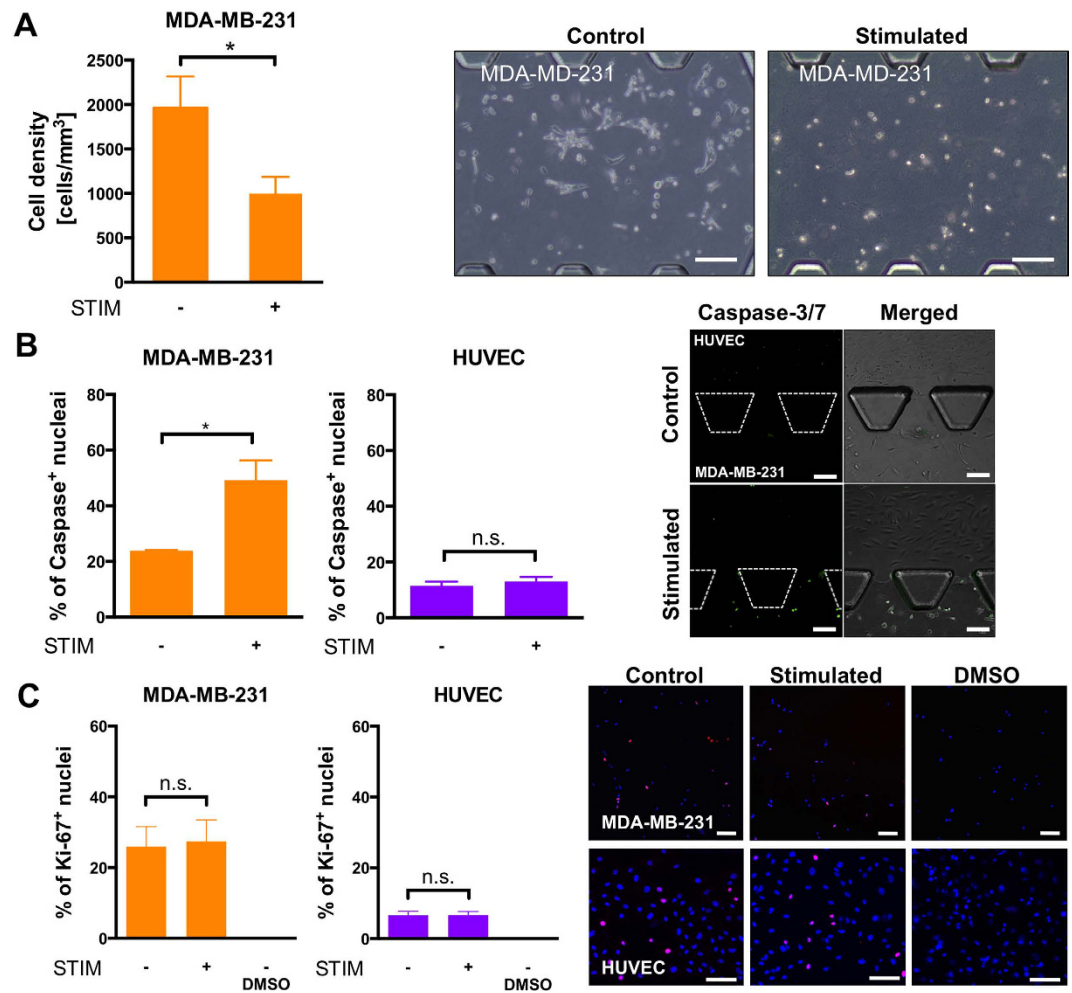 A
MDA-MB-231
*
2500
2000
1500
1000
500
0
Cell density
[cells/mm³]
STIM
-
+
Control
Stimulated
MDA-MD-231
MDA-MD-231
B
MDA-MB-231
*
80
60
40
20
0
% of Caspase⁺ nucleai
STIM
-
+
HUVEC
n.s.
80
60
40
20
0
% of Caspase⁺ nucleai
-
+
Caspase-3/7
Merged
Control
HUVEC
MDA-MB-231
Stimulated
C
MDA-MB-231
n.s.
60
40
20
0
% of Ki-67⁺ nuclei
STIM
-
+
-
DMSO
HUVEC
n.s.
60
40
20
0
% of Ki-67⁺ nuclei
STIM
-
+
-
DMSO
Control
Stimulated
DMSO
MDA-MB-231
HUVEC